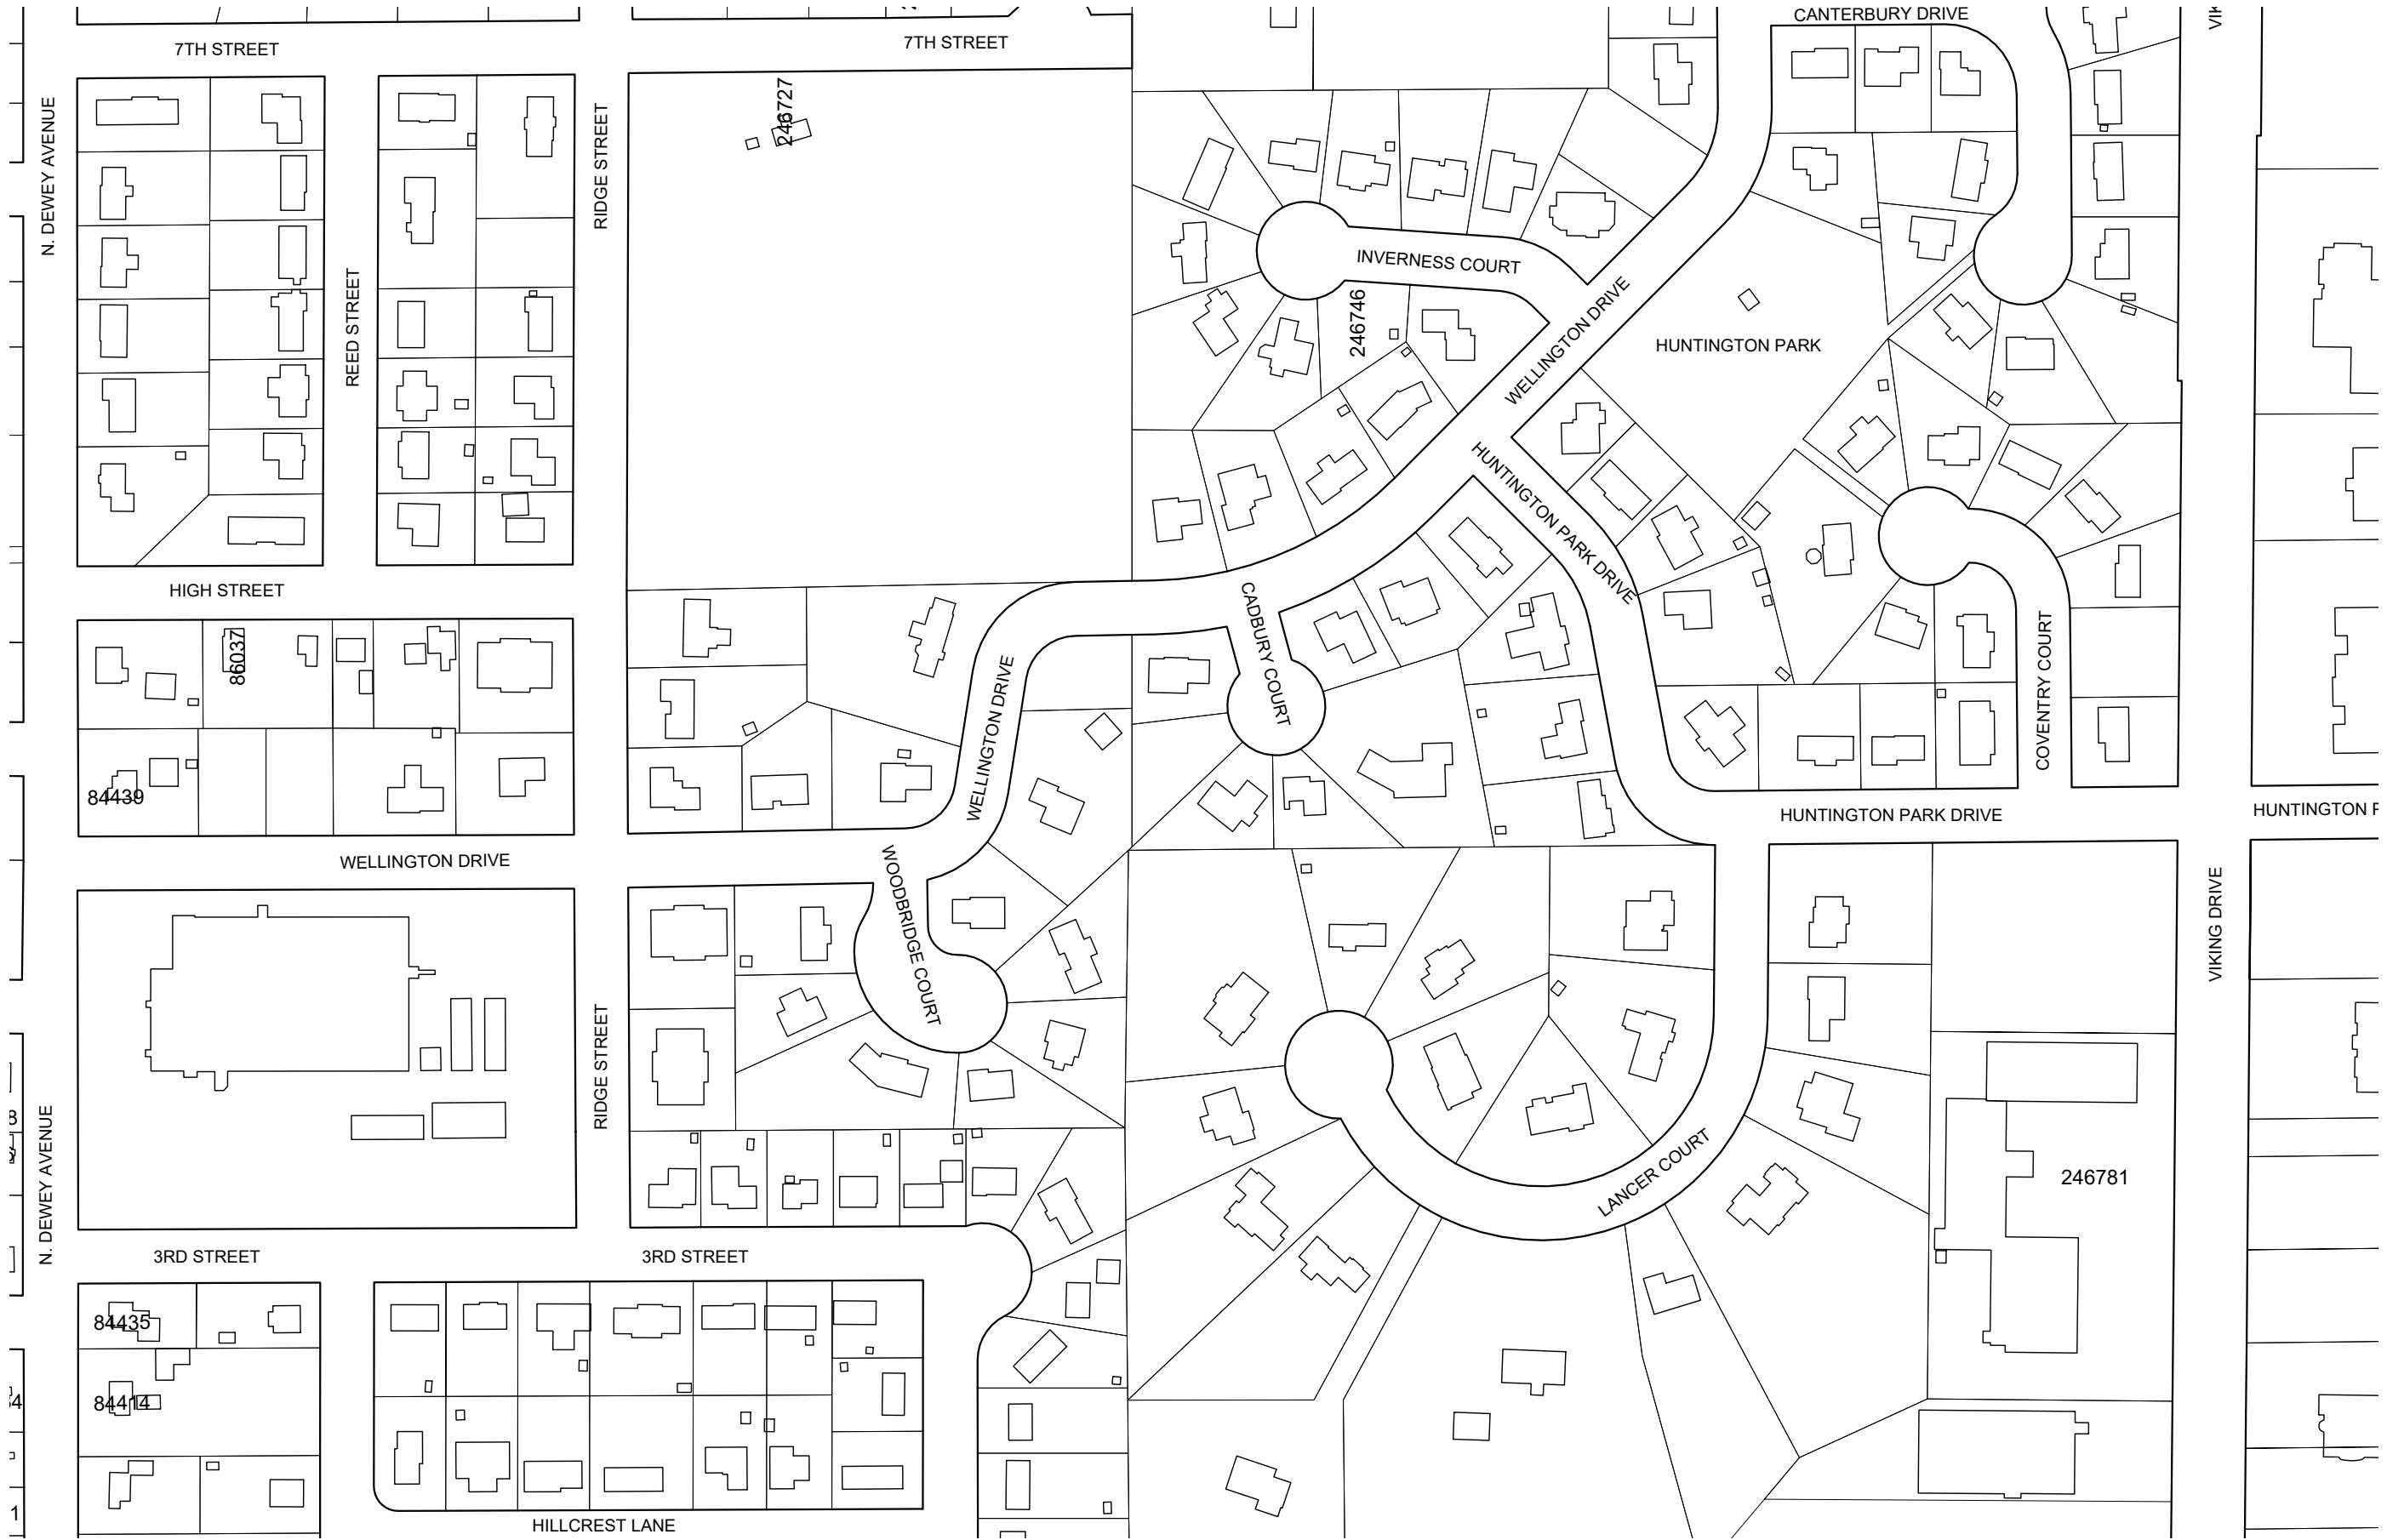 CANTERBURY DRIVE
7TH STREET
7TH STREET
N. DEWEY AVENUE
246727
RIDGE STREET
INVERNESS COURT
REED STREET
246746
WELLINGTON DRIVE
HUNTINGTON PARK
HUNTINGTON PARK DRIVE
HIGH STREET
CADBURY COURT
86037
WELLINGTON DRIVE
COVENTRY COURT
84439
HUNTINGTON PARK DRIVE
WELLINGTON DRIVE
WOODBRIDGE COURT
VIKING DRIVE
RIDGE STREET
N. DEWEY AVENUE
LANCER COURT
246781
3RD STREET
3RD STREET
84435
84414
HILLCREST LANE